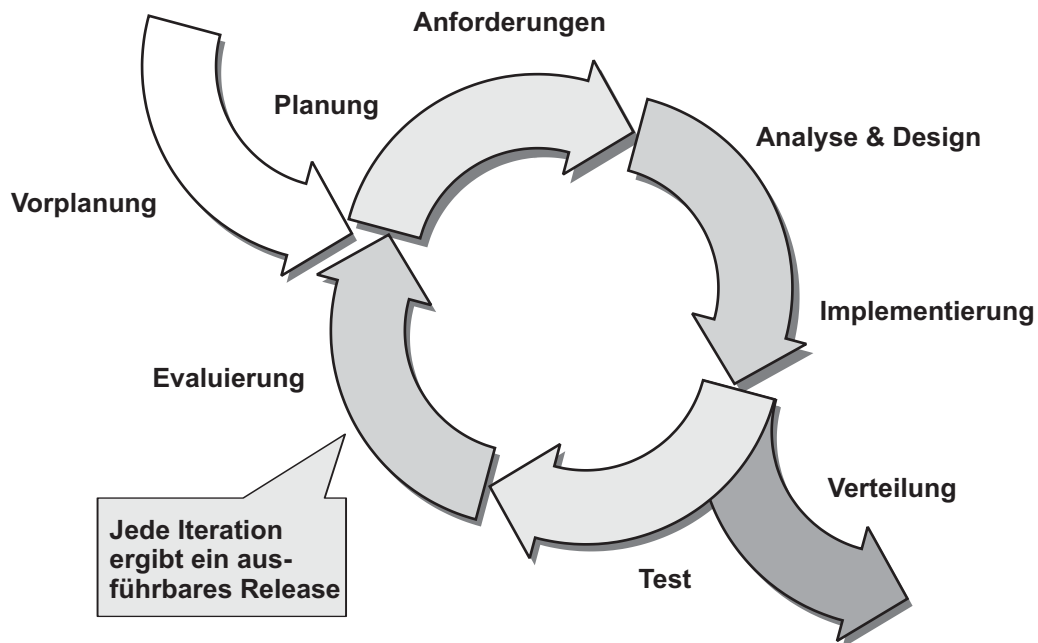 Anforderungen
Planung
Analyse & Design
Vorplanung
Implementierung
Evaluierung
Verteilung
Jede Iteration
ergibt ein aus-
führbares Release
Test